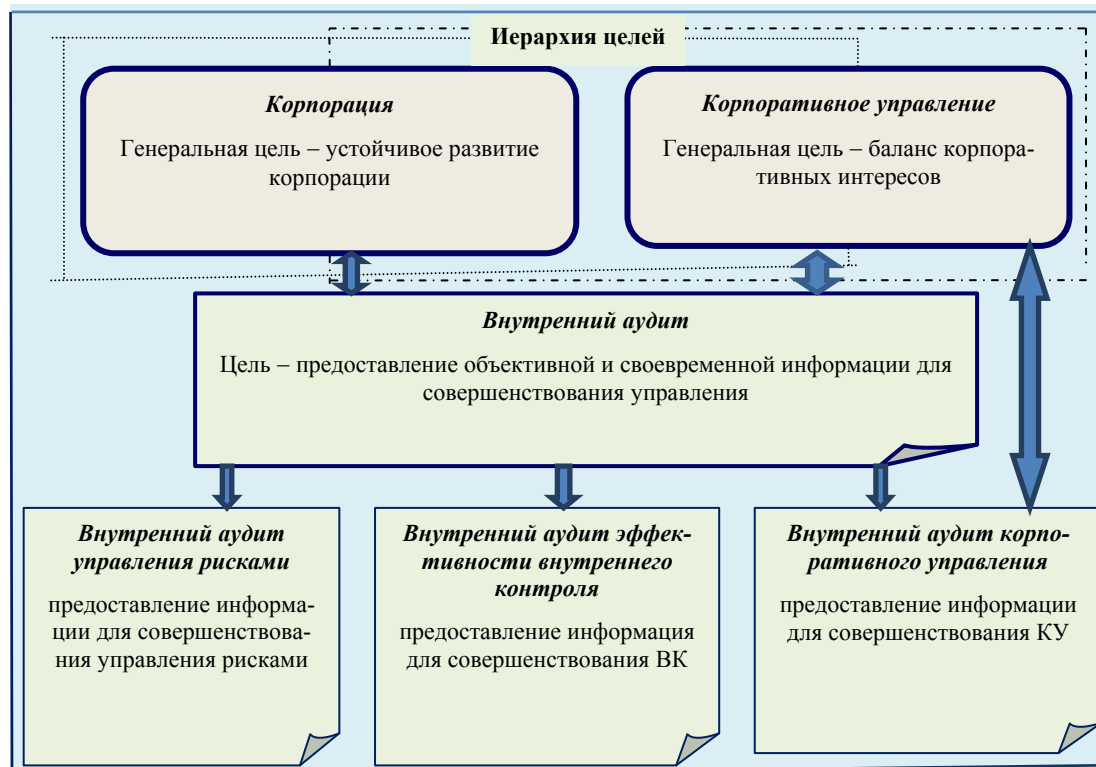 Иерархия целей
Корпорация
Генеральная цель – устойчивое развитие
корпорации
Корпоративное управление
Генеральная цель – баланс корпора-
тивных интересов
Внутренний аудит
Цель – предоставление объективной и своевременной информации для
совершенствования управления
Внутренний аудит
управления рисками
предоставление информа-
ции для совершенствова-
ния управления рисками
Внутренний аудит эффек-
тивности внутреннего
контроля
предоставление информация
для совершенствования ВК
Внутренний аудит корпо-
ративного управления
предоставление информации
для совершенствования КУ